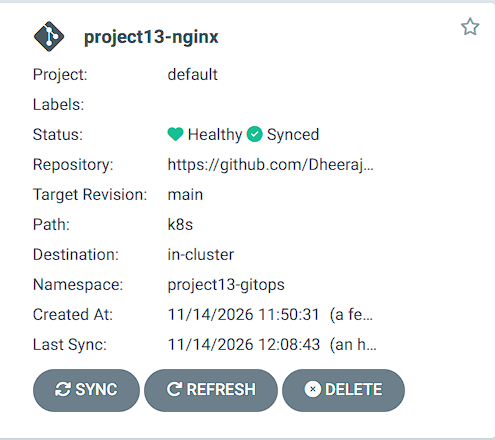 project13-nginx
Project: default
Labels:
Status: Healthy Synced
Repository: https://github.com/Dheeraj...
Target Revision: main
Path: k8s
Destination: in-cluster
Namespace: project13-gitops
Created At: 11/14/2026 11:50:31 (a fe...
Last Sync: 11/14/2026 12:08:43 (an h...
SYNC REFRESH DELETE